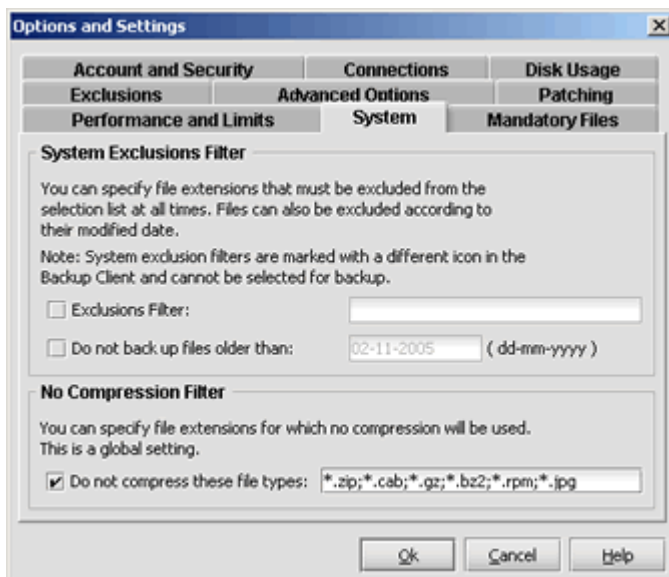 Options and Settings
Account and Security
Connections
Disk Usage
Exclusions
Advanced Options
Patching
Performance and Limits
System
Mandatory Files
System Exclusions Filter
You can specify file extensions that must be excluded from the
selection list at all times. Files can also be excluded according to
their modified date.
Note: System exclusion filters are marked with a different icon in the
Backup Client and cannot be selected for backup.
Exclusions Filter:
Do not back up files older than: 02-11-2005 ( dd-mm-yyyy )
No Compression Filter
You can specify file extensions for which no compression will be used.
This is a global setting.
Do not compress these file types: *.zip;*.cab;*.gz;*.bz2;*.rpm;*.jpg
Ok
Cancel
Help